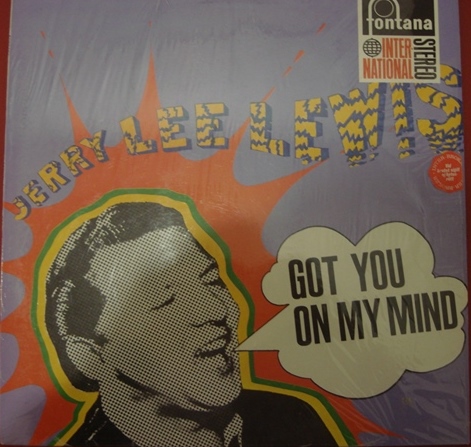 fontana
INTER
NATIONAL
STEREO
JERRY LEE LEWIS
GOT YOU
ON MY MIND